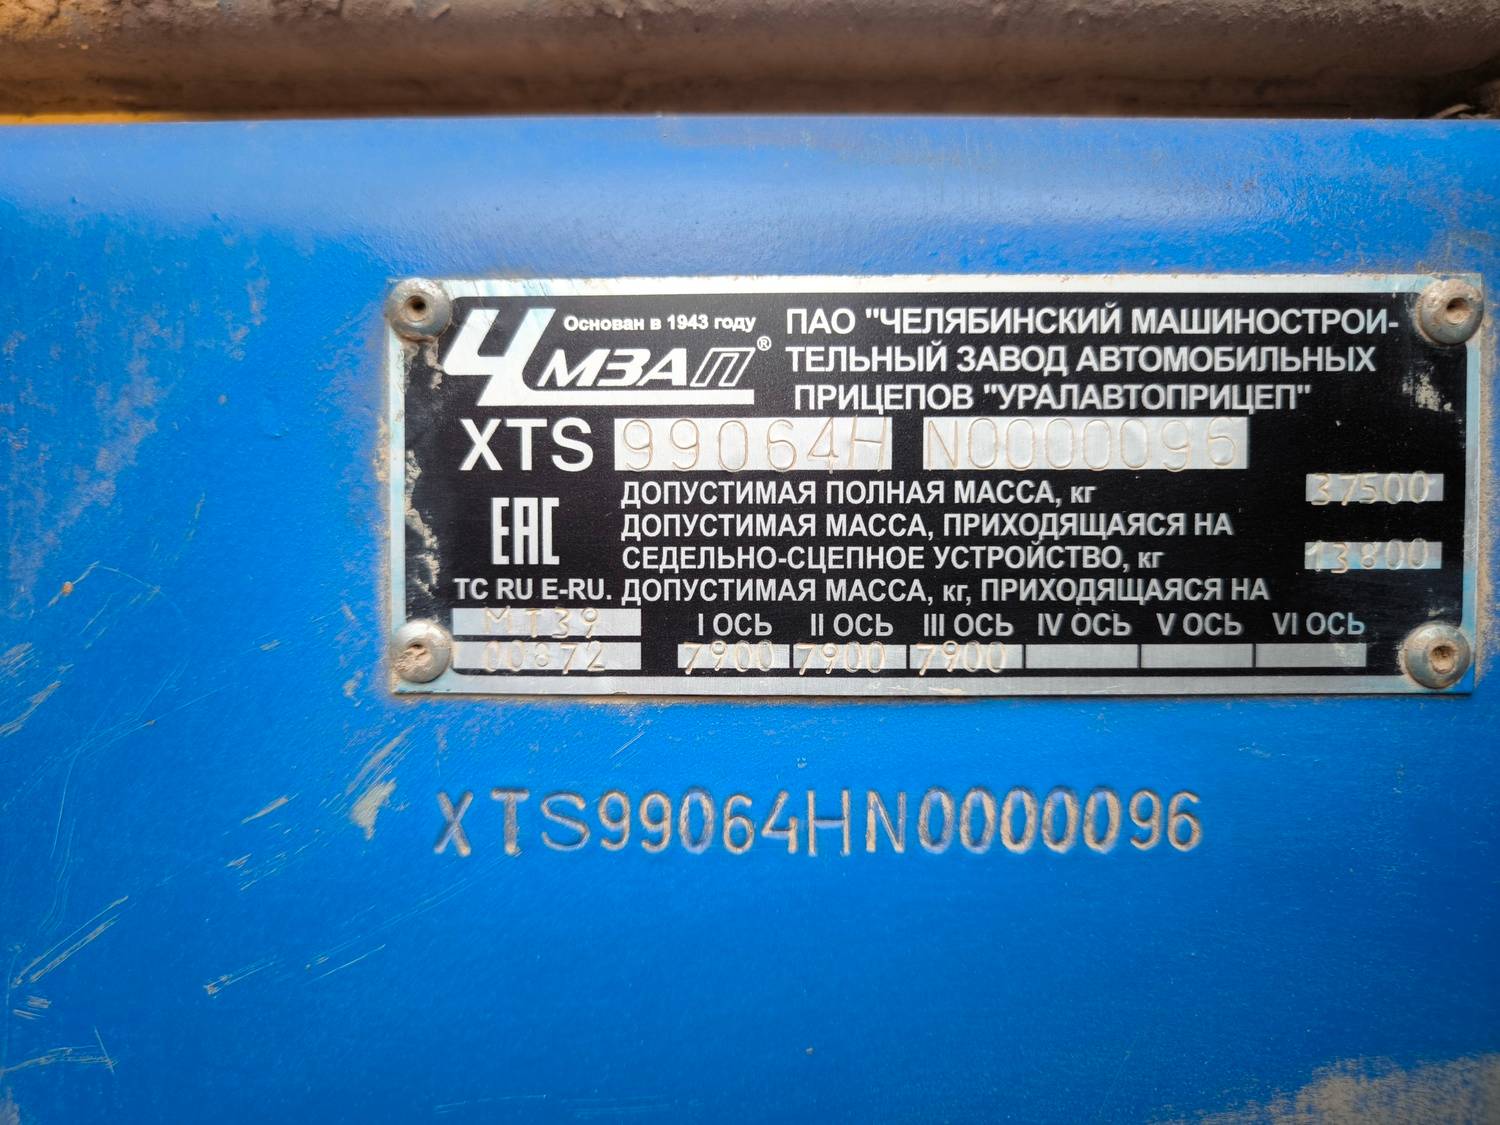 Основан в 1943 году
ЧМЗАП®
ПАО "ЧЕЛЯБИНСКИЙ МАШИНОСТРОИ-
ТЕЛЬНЫЙ ЗАВОД АВТОМОБИЛЬНЫХ
ПРИЦЕПОВ "УРАЛАВТОПРИЦЕП"
XTS 99064H N0000096
ДОПУСТИМАЯ ПОЛНАЯ МАССА, кг 37500
ДОПУСТИМАЯ МАССА, ПРИХОДЯЩАЯСЯ НА
СЕДЕЛЬНО-СЦЕПНОЕ УСТРОЙСТВО, кг 13800
EAC
ТС RU E-RU. ДОПУСТИМАЯ МАССА, кг, ПРИХОДЯЩАЯСЯ НА
МТ39 I ОСЬ II ОСЬ III ОСЬ IV ОСЬ V ОСЬ VI ОСЬ
00872 7900 7900 7900
XTS99064HN0000096